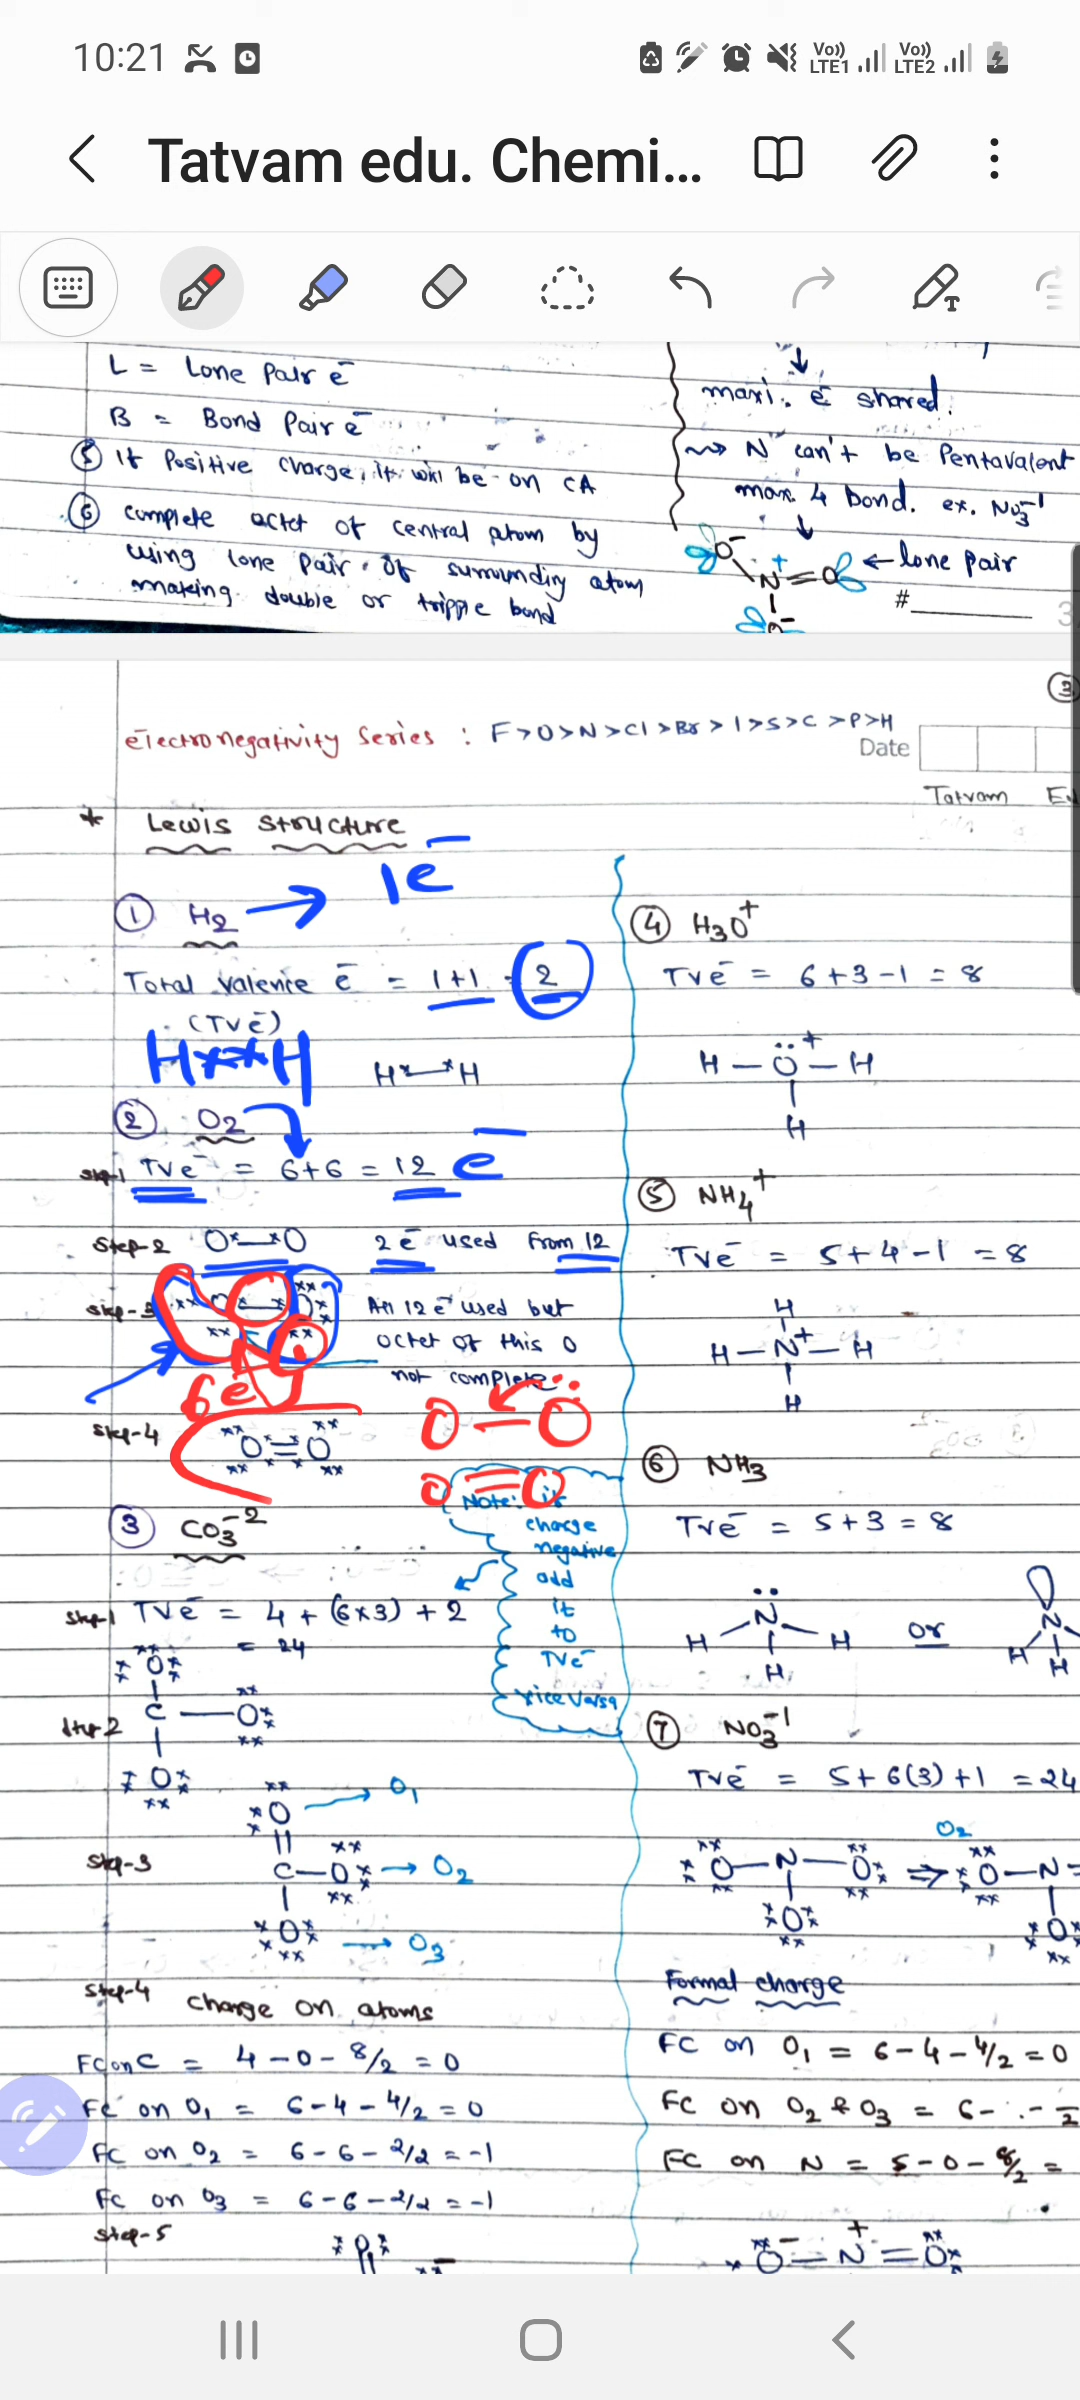 10:21
Vo)) LTE1 Vo)) LTE2
Tatvam edu. Chemi...
L = Lone Pair e̅
B = Bond Pair e̅
⑤ If Positive charge, it will be on CA
⑥ complete octet of central atom by
using lone pair of surrounding atom
making double or tripple bond
maxi. e̅ shared.
N can't be Pentavalent
max. 4 bond. ex. NO3-1
O- N+ = O ← lone pair
O-
#
3
③
Electronegativity Series : F>O>N>Cl>Br>I>S>C>P>H
Date
Tatvam Ed
* Lewis Structure
① H2 → 1e̅
Total valence e̅ = 1+1 = 2
(TVe̅)
H××H H×—×H
② O2
Step-1 TVe̅ = 6+6 = 12 e̅
Step-2 O×—×O 2 e̅ used from 12
Step-3 All 12 e̅ used but
octet of this O
not complete
6e
O—Ö
O=O
Step-4 O=O
③ CO3-2
Note: if
charge
negative
add
it
to
TVe̅
vice versa
Step-1 TVe̅ = 4 + (6×3) + 2
= 24
O
Step 2 C — O
O
O → O1
Step-3 C—O → O2
O → O3
Step-4 charge on atoms
FC on C = 4-0-8/2 = 0
FC on O1 = 6-4-4/2 = 0
FC on O2 = 6-6-2/2 = -1
FC on O3 = 6-6-2/2 = -1
Step-5
④ H3O+
TVe̅ = 6+3-1 = 8
H—Ö+—H
H
⑤ NH4+
TVe̅ = 5+4-1 = 8
H
H—N+—H
H
⑥ NH3
TVe̅ = 5+3 = 8
H N H or N
H H H
⑦ NO3-1
TVe̅ = 5+6(3)+1 = 24
O2
O—N—O ⇒ O—N=
O O
Formal charge
FC on O1 = 6-4-4/2 = 0
FC on O2 & O3 = 6-
FC on N = 5-0-8/2 =
O- — N+ = O